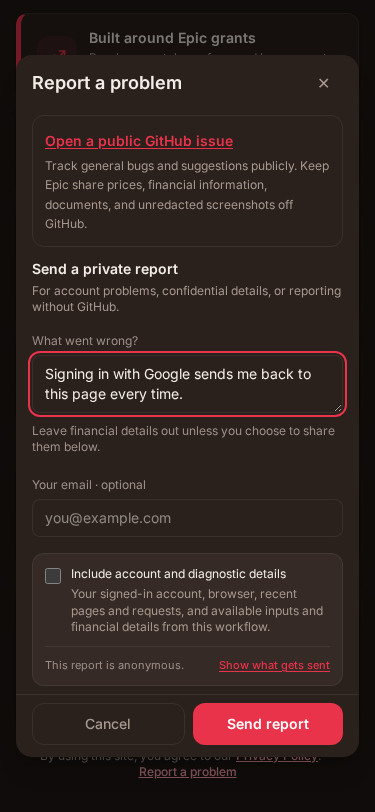 Built around Epic grants
Report a problem
Open a public GitHub issue
Track general bugs and suggestions publicly. Keep
Epic share prices, financial information,
documents, and unredacted screenshots off
GitHub.
Send a private report
For account problems, confidential details, or reporting
without GitHub.
What went wrong?
Signing in with Google sends me back to
this page every time.
Leave financial details out unless you choose to share
them below.
Your email · optional
you@example.com
Include account and diagnostic details
Your signed-in account, browser, recent
pages and requests, and available inputs and
financial details from this workflow.
This report is anonymous. Show what gets sent
Cancel Send report
By using this site, you agree to our Privacy Policy.
Report a problem